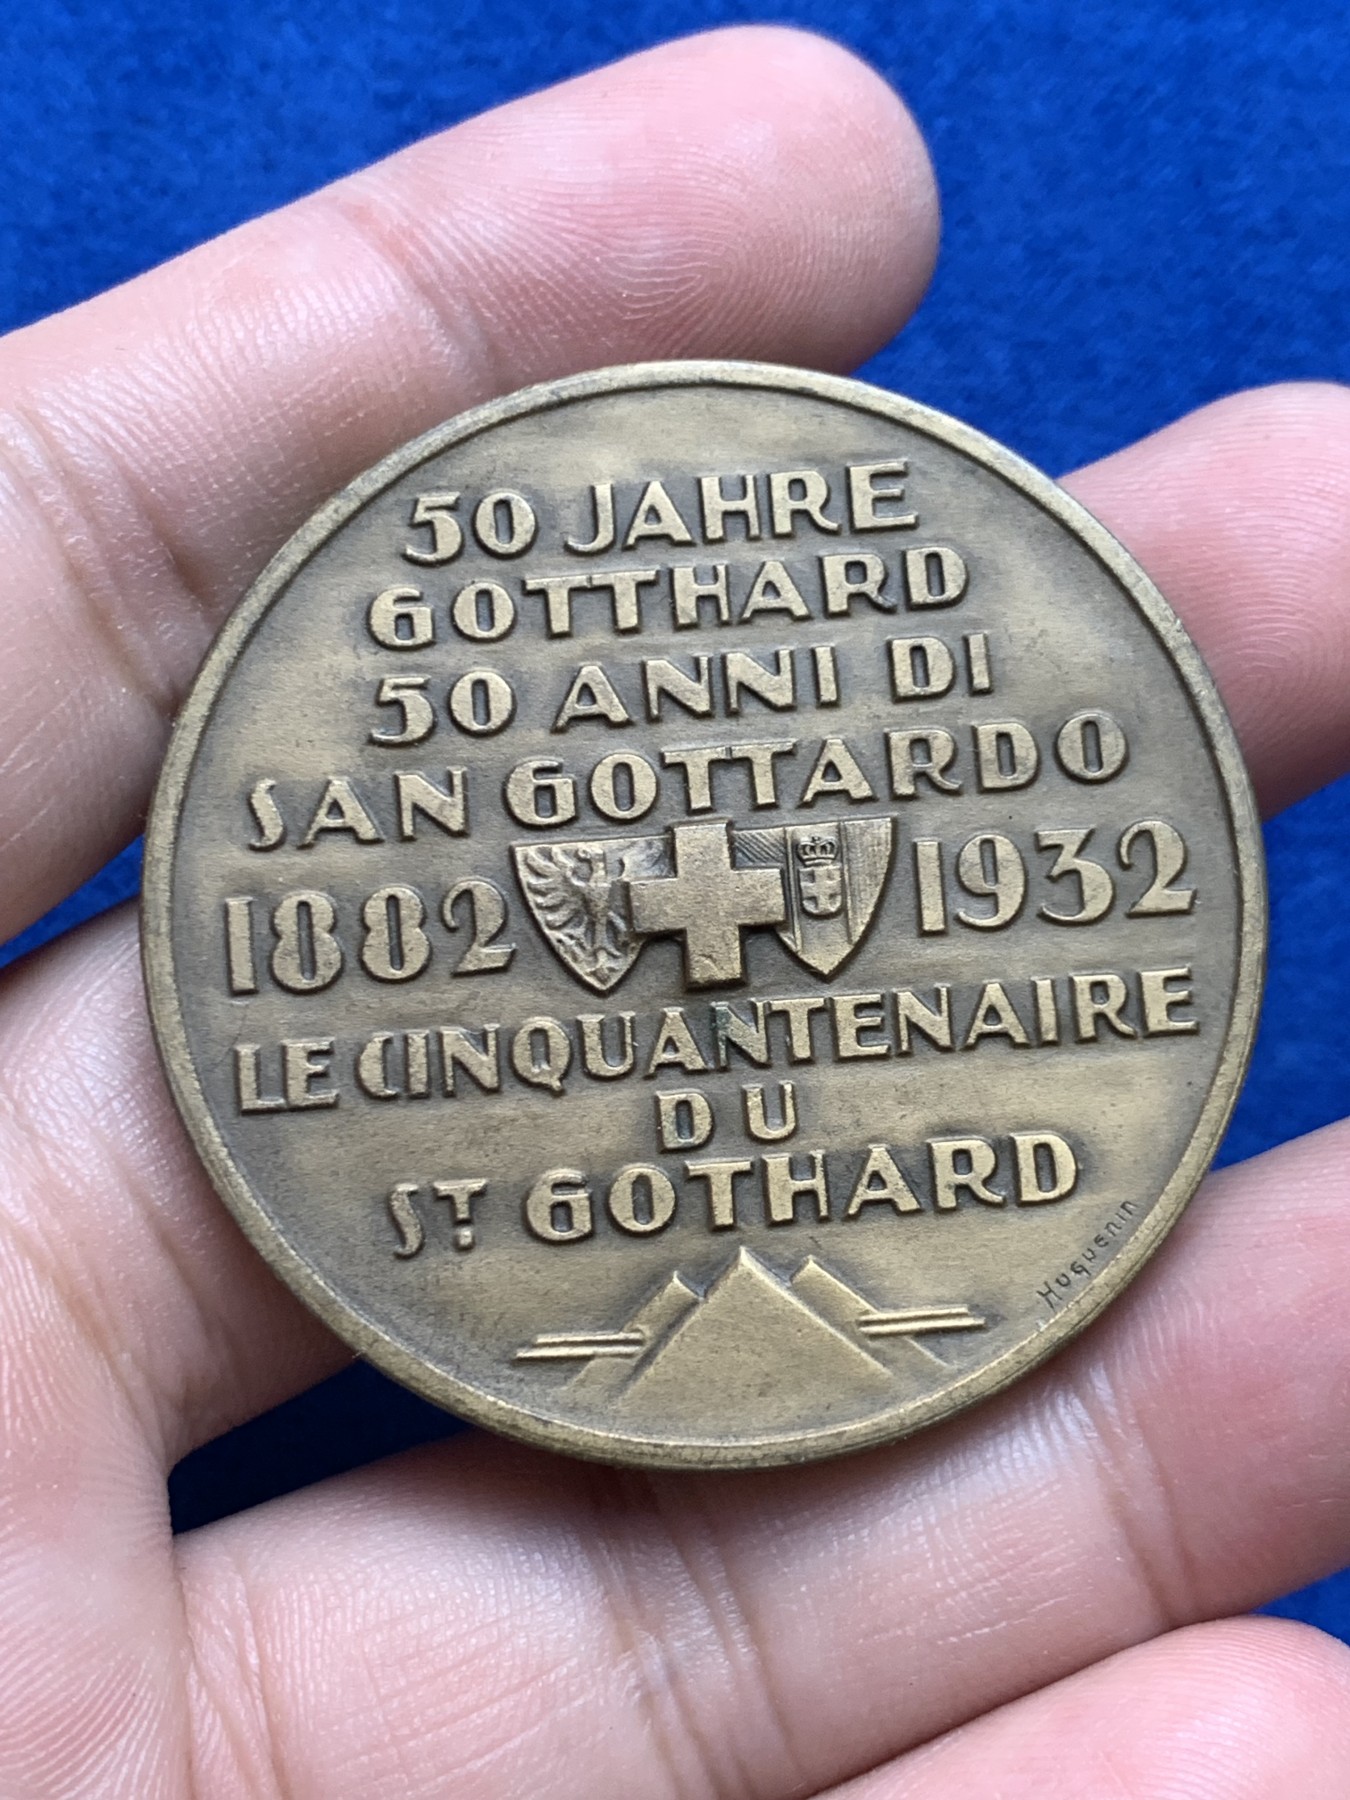 50 JAHRE
GOTTHARD
50 ANNI DI
SAN GOTTARDO
1882 1932
LE CINQUANTENAIRE
DU
ST. GOTHARD
Huguenin